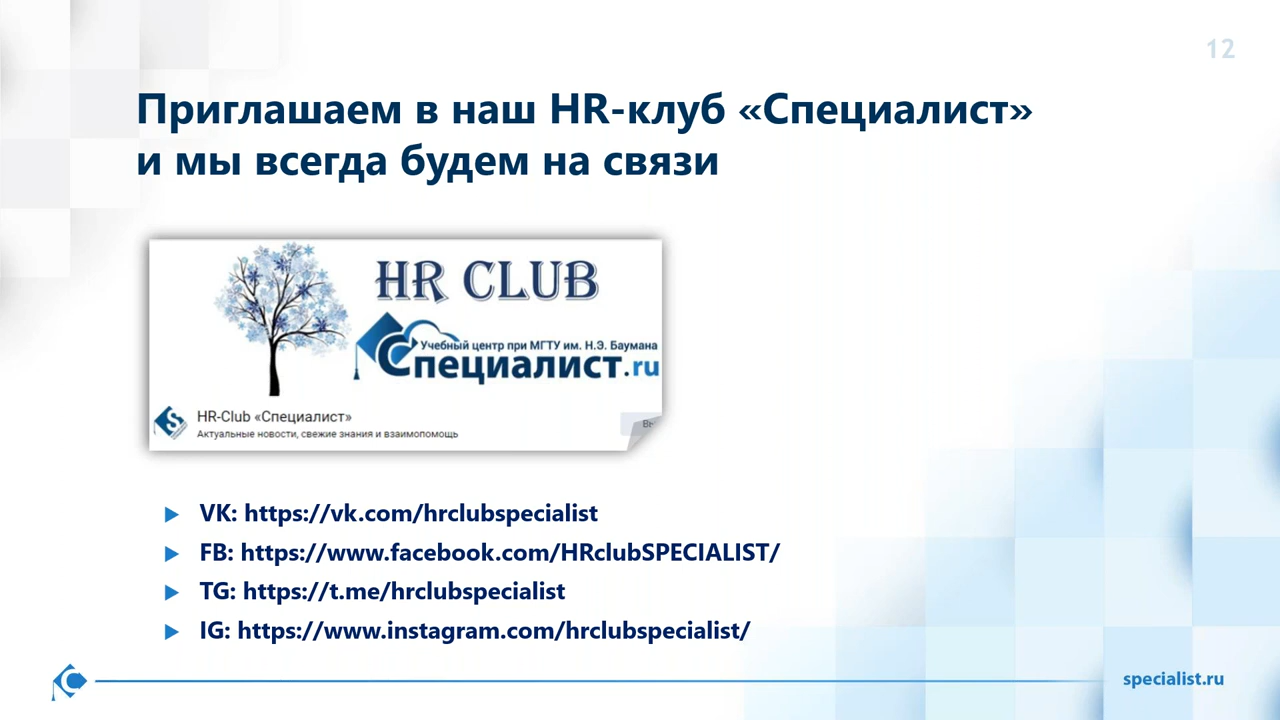 12
Приглашаем в наш HR-клуб «Специалист»
и мы всегда будем на связи
HR CLUB
Учебный центр при МГТУ им. Н.Э. Баумана
Специалист.ru
HR-Club «Специалист»
Актуальные новости, свежие знания и взаимопомощь
VK: https://vk.com/hrclubspecialist
FB: https://www.facebook.com/HRclubSPECIALIST/
TG: https://t.me/hrclubspecialist
IG: https://www.instagram.com/hrclubspecialist/
specialist.ru